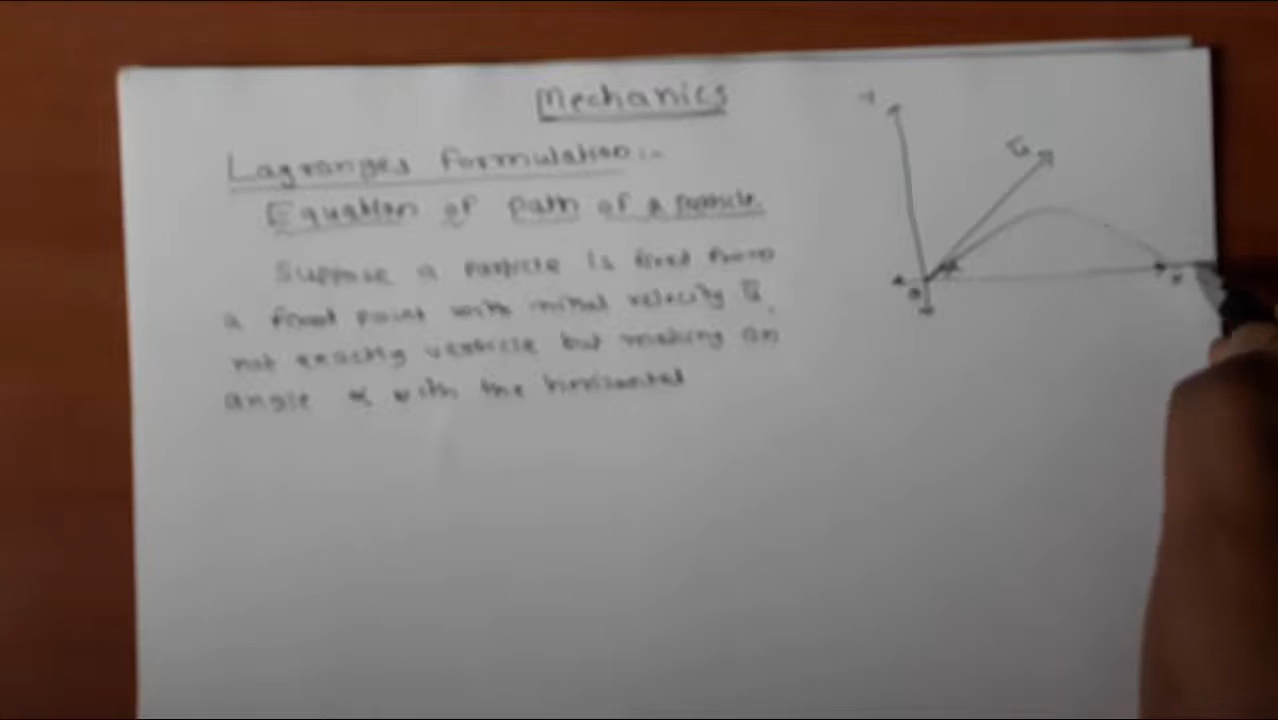 Mechanics
Lagranges formulation:-
Equation of path of a particle
Suppose a particle is fired from
a fixed point with initial velocity ū,
not exactly verticle but making an
angle α with the horizontal
ū
α
o
x